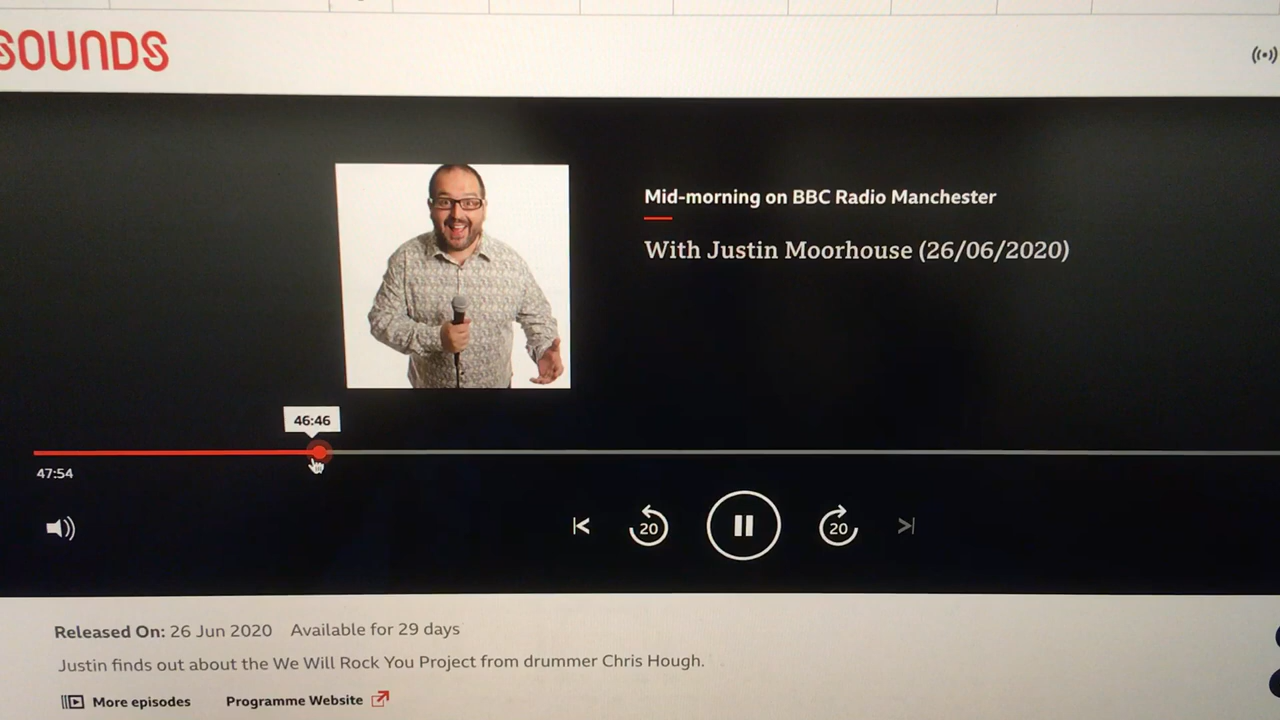 SOUNDS
Mid-morning on BBC Radio Manchester
With Justin Moorhouse (26/06/2020)
46:46
47:54
20
20
Released On: 26 Jun 2020 Available for 29 days
Justin finds out about the We Will Rock You Project from drummer Chris Hough.
More episodes Programme Website